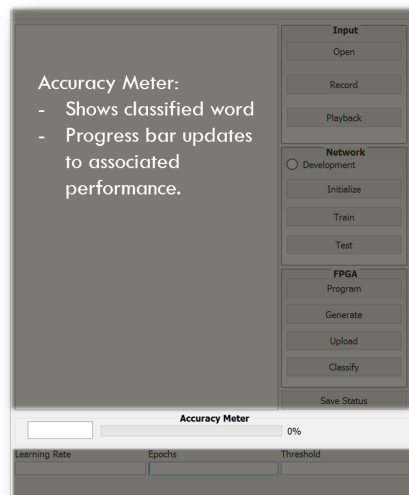 Input
Open
Record
Playback
Accuracy Meter:
- Shows classified word
- Progress bar updates
to associated
performance.
Network
Development
Initialize
Train
Test
FPGA
Program
Generate
Upload
Classify
Save Status
Accuracy Meter
0%
Learning Rate Epochs Threshold